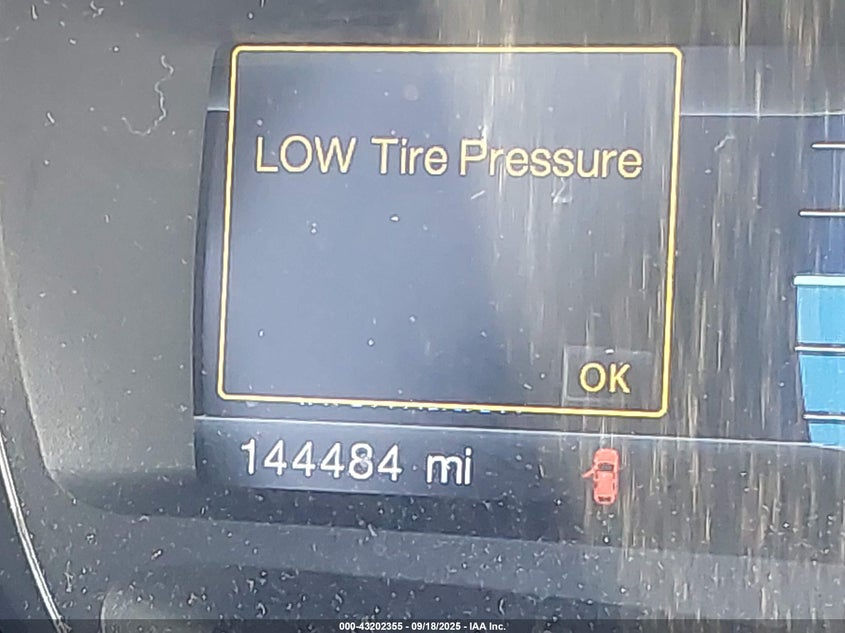 LOW Tire Pressure
OK
144484 mi
000-43202355 - 09/18/2025 - IAA Inc.